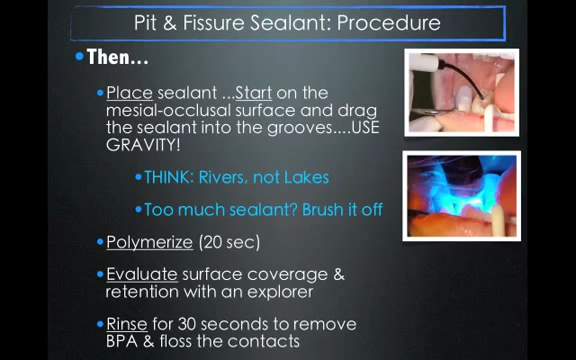 Pit & Fissure Sealant: Procedure
•Then...
•Place sealant ...Start on the
mesial-occlusal surface and drag
the sealant into the grooves....USE
GRAVITY!
•THINK: Rivers, not Lakes
•Too much sealant? Brush it off
•Polymerize (20 sec)
•Evaluate surface coverage &
retention with an explorer
•Rinse for 30 seconds to remove
BPA & floss the contacts